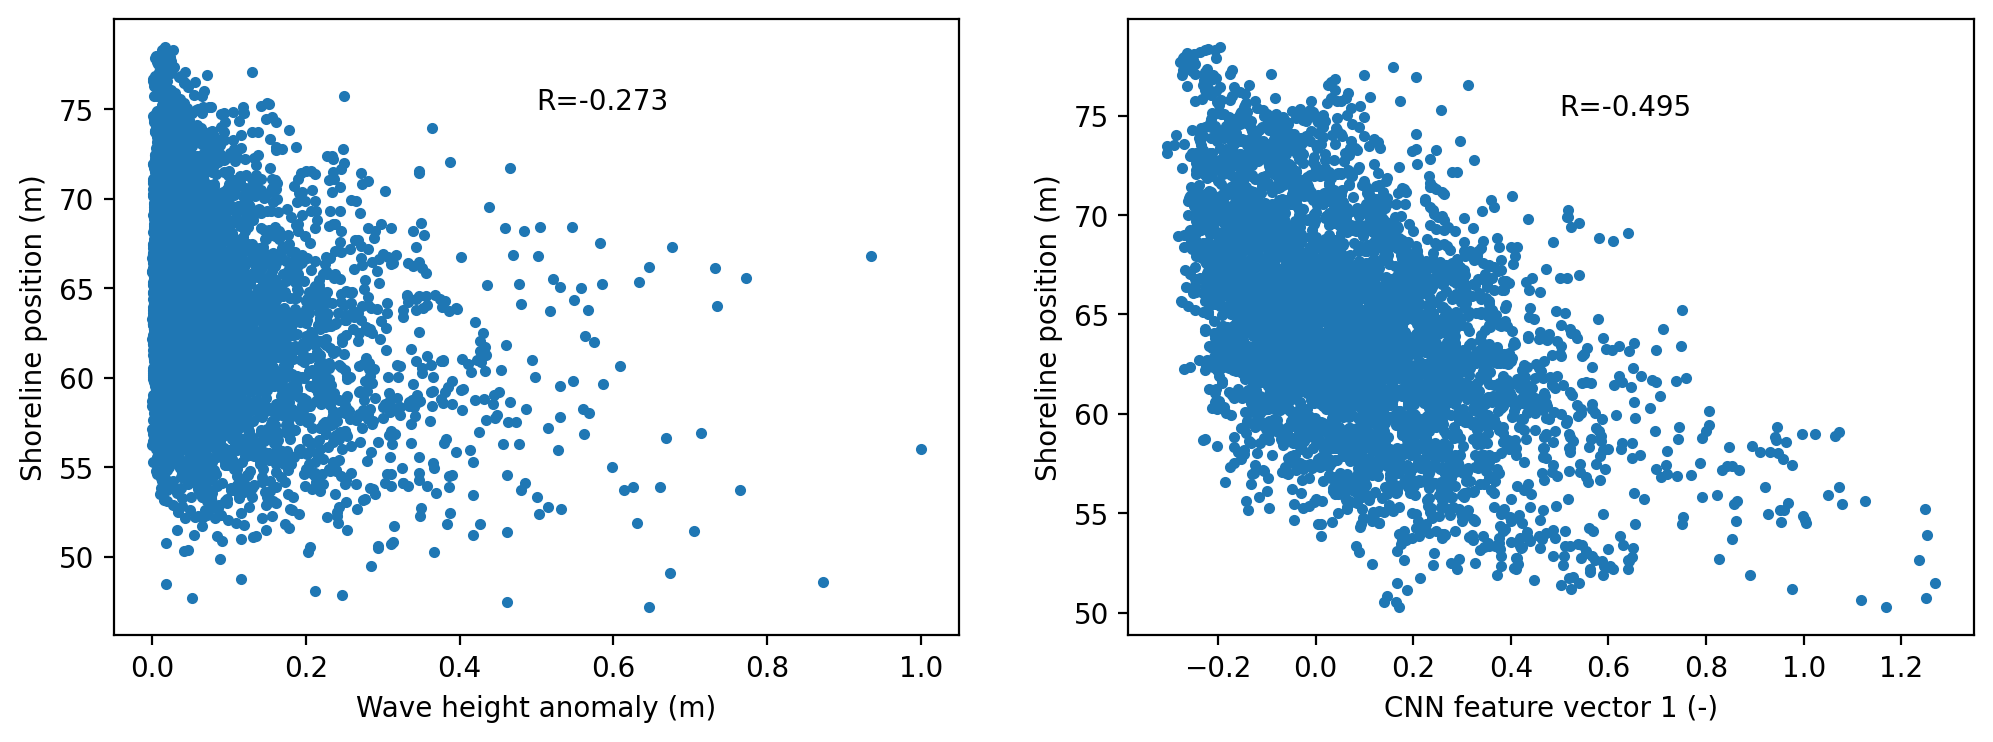 R=-0.273
Shoreline position (m)
75
70
65
60
55
50
0.0 0.2 0.4 0.6 0.8 1.0
Wave height anomaly (m)
R=-0.495
Shoreline position (m)
75
70
65
60
55
50
−0.2 0.0 0.2 0.4 0.6 0.8 1.0 1.2
CNN feature vector 1 (-)